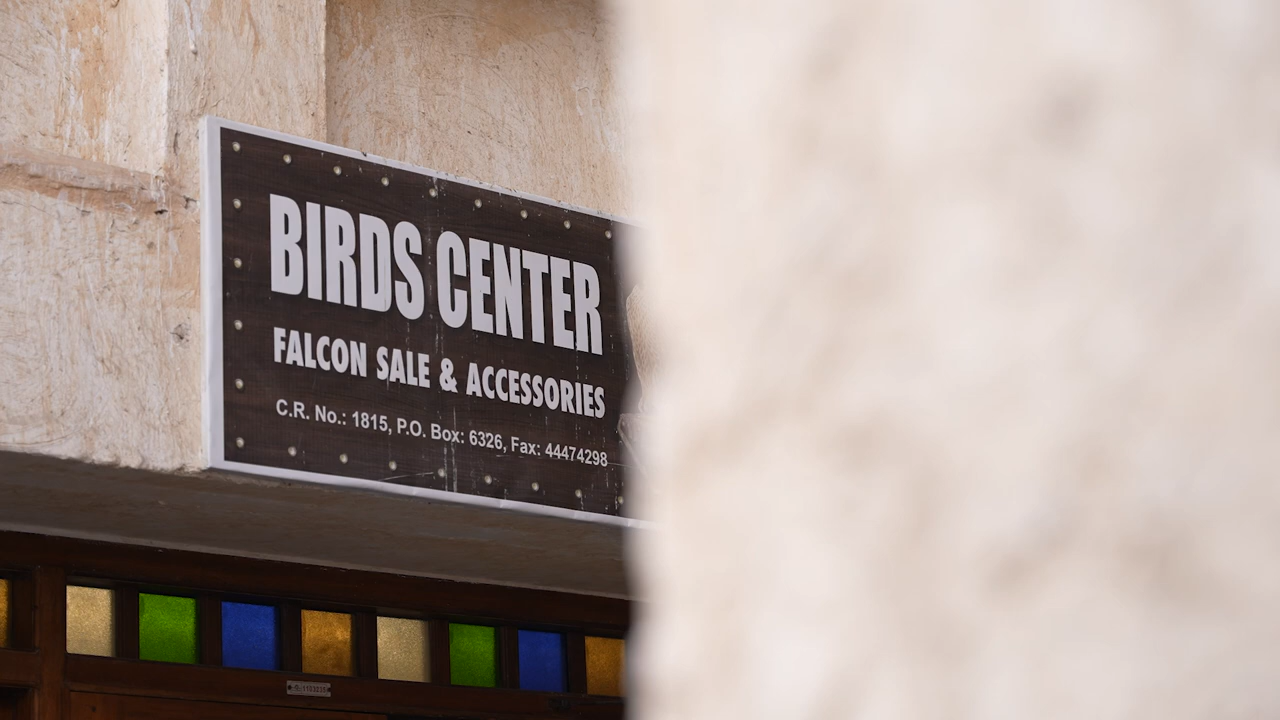 BIRDS CENTER
FALCON SALE & ACCESSORIES
C.R. No.: 1815, P.O. Box: 6326, Fax: 44474298